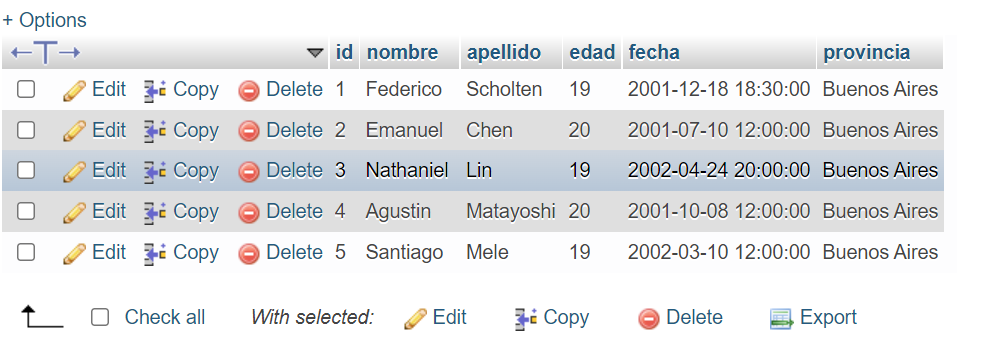 + Options
←T→ id nombre apellido edad fecha provincia
Edit Copy Delete 1 Federico Scholten 19 2001-12-18 18:30:00 Buenos Aires
Edit Copy Delete 2 Emanuel Chen 20 2001-07-10 12:00:00 Buenos Aires
Edit Copy Delete 3 Nathaniel Lin 19 2002-04-24 20:00:00 Buenos Aires
Edit Copy Delete 4 Agustin Matayoshi 20 2001-10-08 12:00:00 Buenos Aires
Edit Copy Delete 5 Santiago Mele 19 2002-03-10 12:00:00 Buenos Aires
Check all With selected: Edit Copy Delete Export